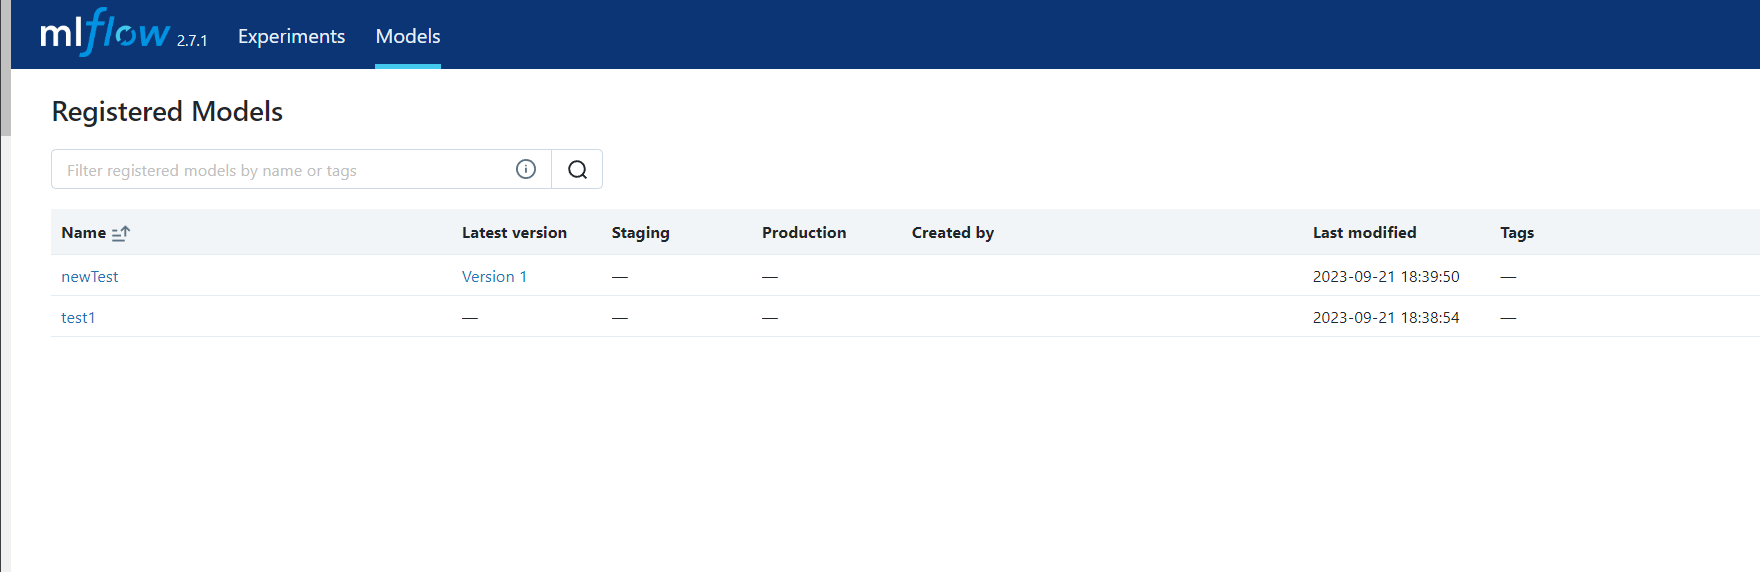 mlflow 2.7.1 Experiments Models
Registered Models
Filter registered models by name or tags
Name Latest version Staging Production Created by Last modified Tags
newTest Version 1 — — 2023-09-21 18:39:50 —
test1 — — — 2023-09-21 18:38:54 —